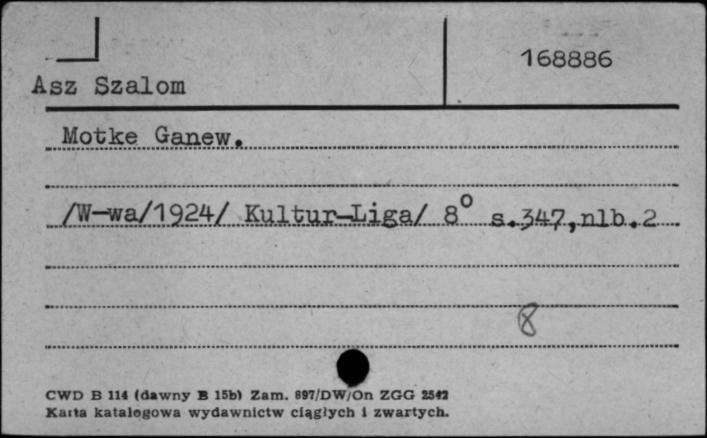 168886
Asz Szalom
Motke Ganew.
/W-wa/1924/ Kultur-Liga/ 8° s.347,nlb.2
8
CWD B 114 (dawny B 15b) Zam. 897/DW/On ZGG 2542
Karta katalogowa wydawnictw ciągłych i zwartych.